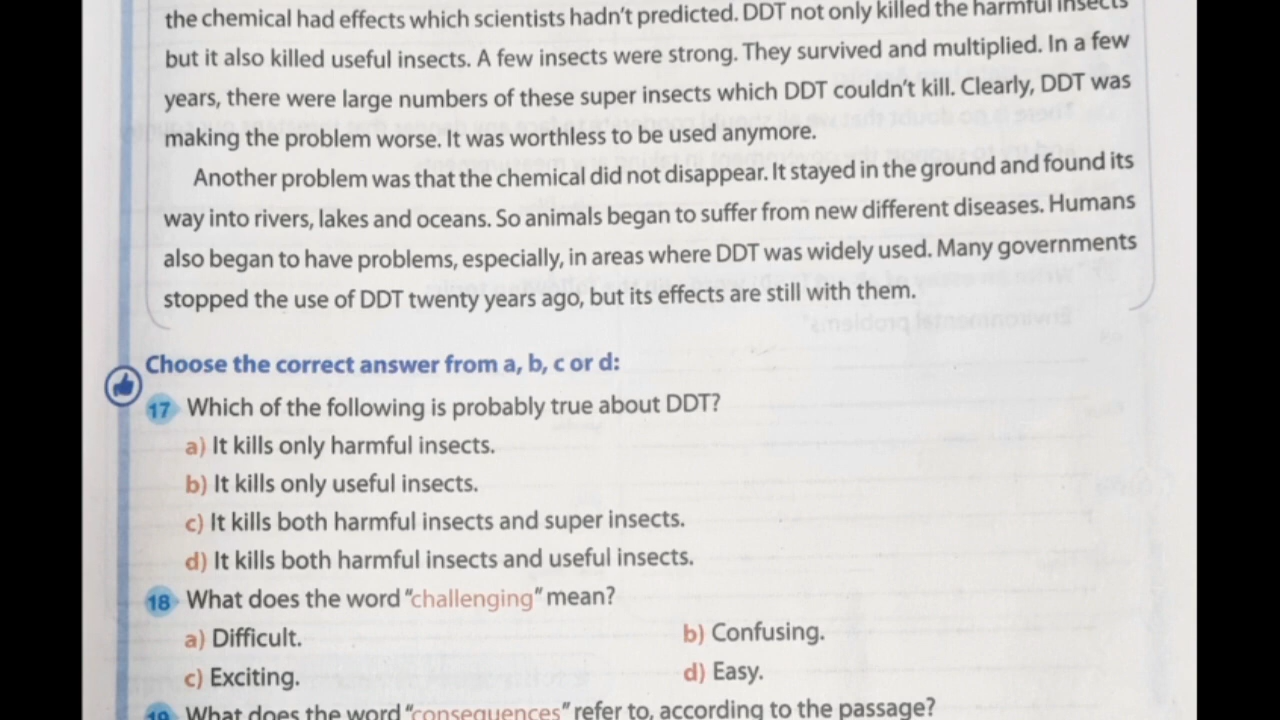 the chemical had effects which scientists hadn't predicted. DDT not only killed the harmful insects
but it also killed useful insects. A few insects were strong. They survived and multiplied. In a few
years, there were large numbers of these super insects which DDT couldn't kill. Clearly, DDT was
making the problem worse. It was worthless to be used anymore.
Another problem was that the chemical did not disappear. It stayed in the ground and found its
way into rivers, lakes and oceans. So animals began to suffer from new different diseases. Humans
also began to have problems, especially, in areas where DDT was widely used. Many governments
stopped the use of DDT twenty years ago, but its effects are still with them.
Choose the correct answer from a, b, c or d:
17 Which of the following is probably true about DDT?
a) It kills only harmful insects.
b) It kills only useful insects.
c) It kills both harmful insects and super insects.
d) It kills both harmful insects and useful insects.
18 What does the word "challenging" mean?
a) Difficult. b) Confusing.
c) Exciting. d) Easy.
19 What does the word "consequences" refer to, according to the passage?